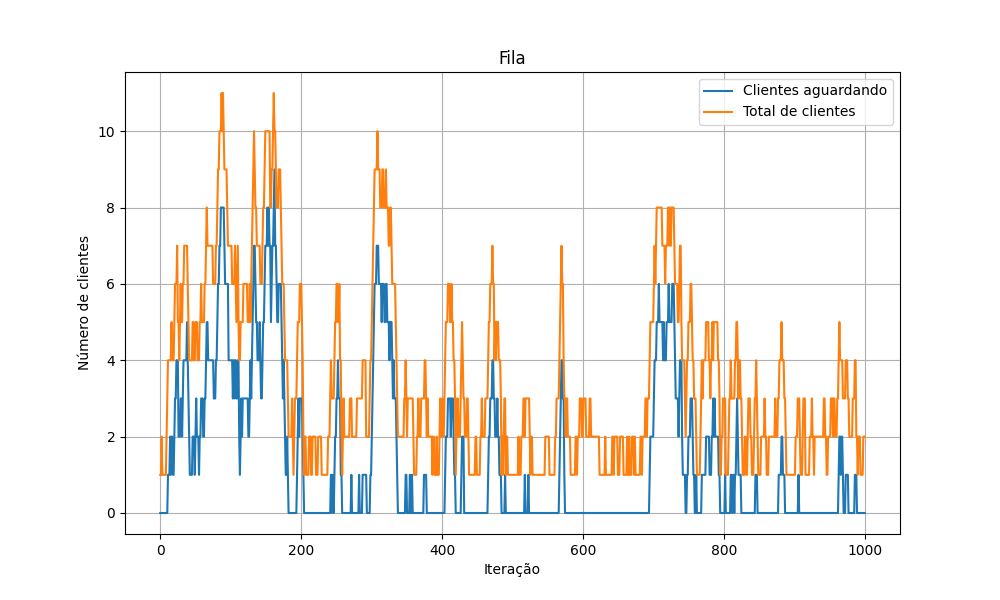 Fila
Clientes aguardando
Total de clientes
Número de clientes
10
8
6
4
2
0
0 200 400 600 800 1000
Iteração